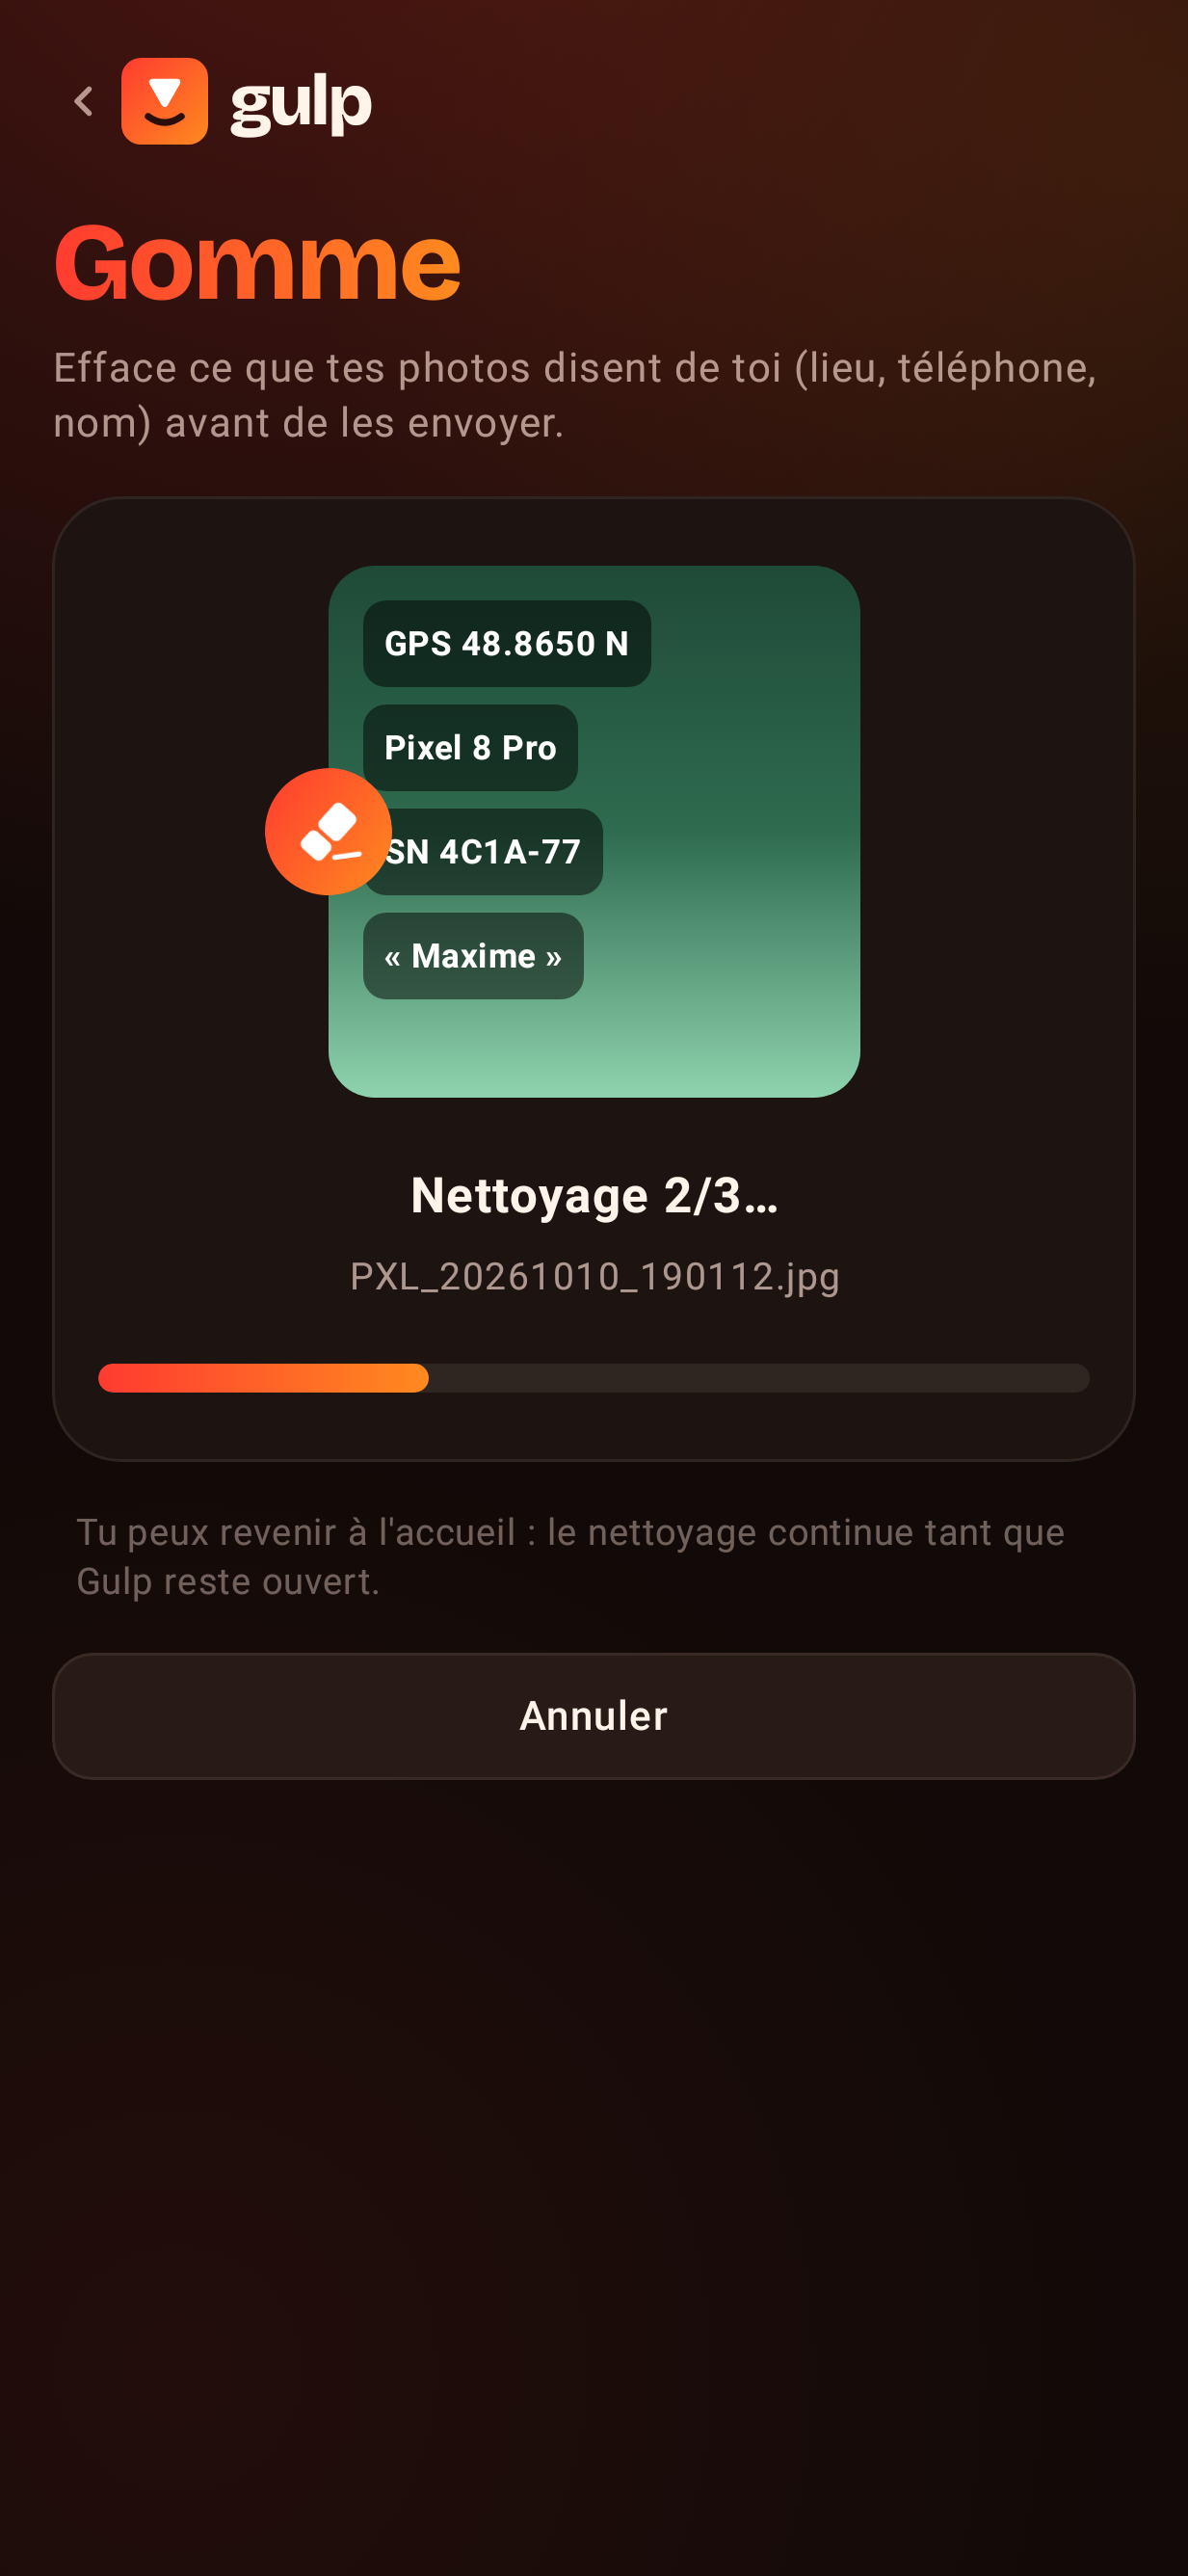 gulp
Gomme
Efface ce que tes photos disent de toi (lieu, téléphone,
nom) avant de les envoyer.
GPS 48.8650 N
Pixel 8 Pro
SN 4C1A-77
« Maxime »
Nettoyage 2/3…
PXL_20261010_190112.jpg
Tu peux revenir à l'accueil : le nettoyage continue tant que
Gulp reste ouvert.
Annuler